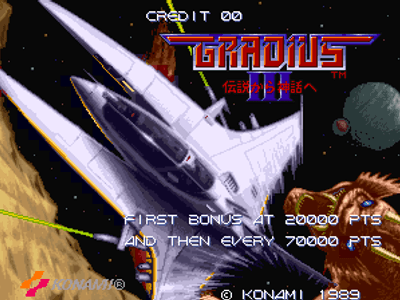 CREDIT 00
GRADIUS
III
TM
伝説から神話へ
FIRST BONUS AT 20000 PTS
AND THEN EVERY 70000 PTS
KONAMI®
© KONAMI 1989